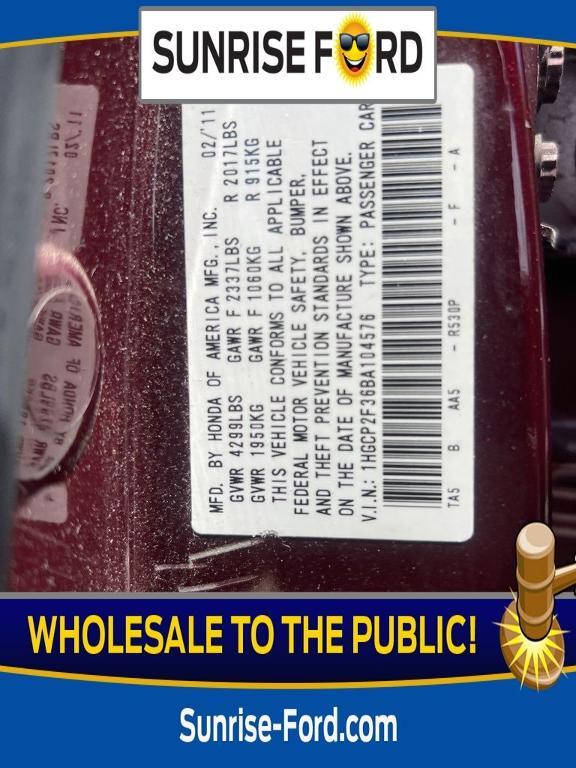 SUNRISE FORD
MFD. BY HONDA OF AMERICA MFG., INC. 02/'11
GVWR 4299LBS GAWR F 2337LBS R 2017LBS
GVWR 1950KG GAWR F 1060KG R 915KG
THIS VEHICLE CONFORMS TO ALL APPLICABLE
FEDERAL MOTOR VEHICLE SAFETY, BUMPER,
AND THEFT PREVENTION STANDARDS IN EFFECT
ON THE DATE OF MANUFACTURE SHOWN ABOVE.
V.I.N.: 1HGCP2F36BA104576 TYPE: PASSENGER CAR
TA5 B AA5 - R530P - F - A
WHOLESALE TO THE PUBLIC!
Sunrise-Ford.com